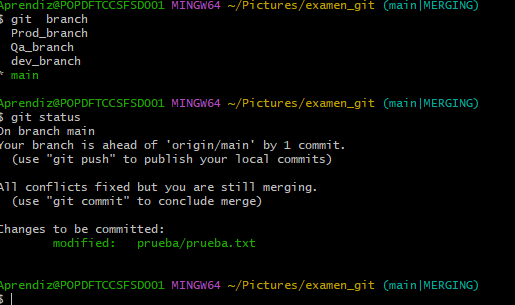 Aprendiz@POPDFTCCSFSDO01 MINGW64 ~/Pictures/examen_git (main|MERGING)
$ git  branch
  Prod_branch
  Qa_branch
  dev_branch
* main

Aprendiz@POPDFTCCSFSDO01 MINGW64 ~/Pictures/examen_git (main|MERGING)
$ git status
On branch main
Your branch is ahead of 'origin/main' by 1 commit.
  (use "git push" to publish your local commits)

All conflicts fixed but you are still merging.
  (use "git commit" to conclude merge)

Changes to be committed:
        modified:   prueba/prueba.txt

Aprendiz@POPDFTCCSFSDO01 MINGW64 ~/Pictures/examen_git (main|MERGING)
$